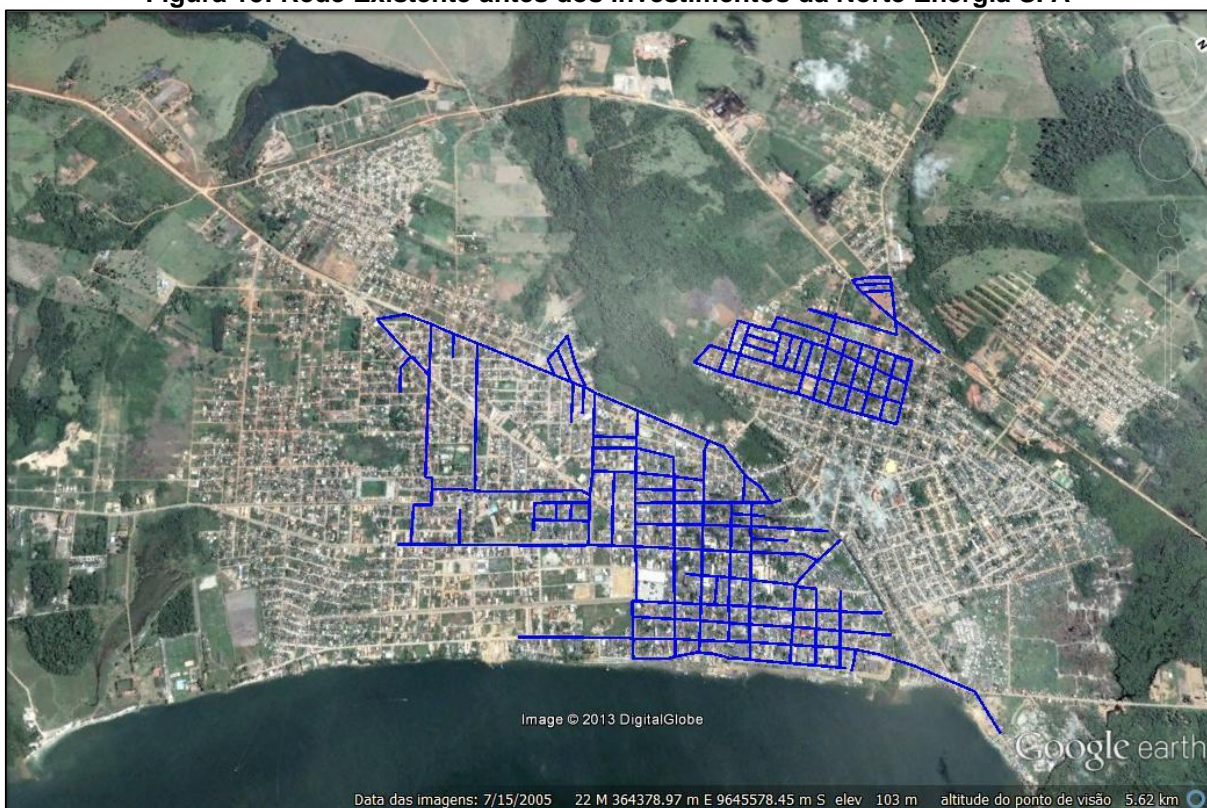 Figura 10. Rede Existente antes dos Investimentos da Norte Energia S. A
N
Image © 2013 DigitalGlobe
Google earth
Data das imagens: 7/15/2005 22 M 364378.97 m E 9645578.45 m S elev 103 m altitude do ponto de visão 5.62 km